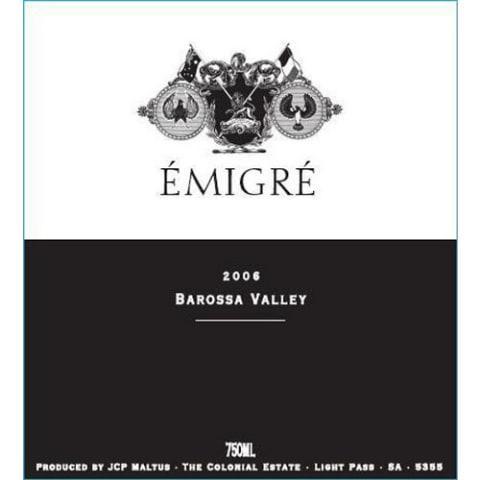 ÉMIGRÉ
2006
BAROSSA VALLEY
750ML
PRODUCED BY JCP MALTUS · THE COLONIAL ESTATE · LIGHT PASS · SA · 5355